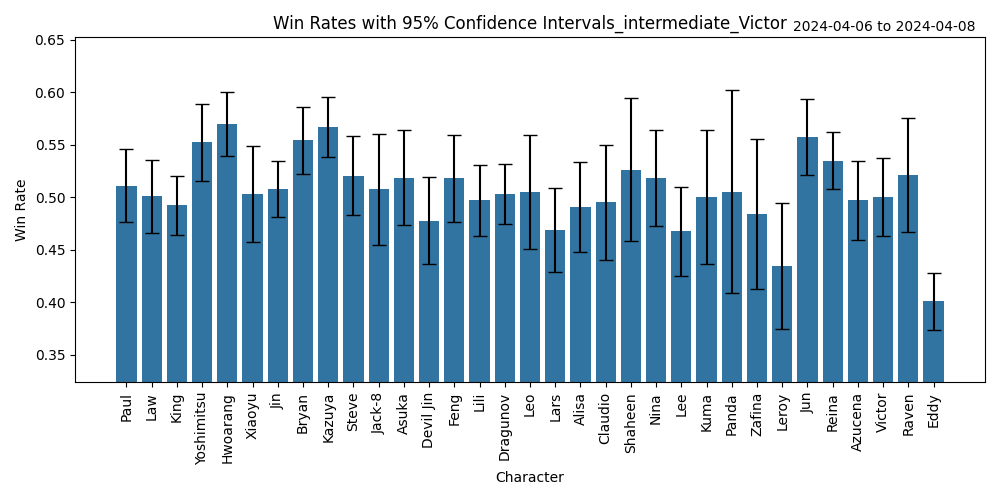 Win Rates with 95% Confidence Intervals_intermediate_Victor
2024-04-06 to 2024-04-08
Win Rate
0.65
0.60
0.55
0.50
0.45
0.40
0.35
Paul
Law
King
Yoshimitsu
Hwoarang
Xiaoyu
Jin
Bryan
Kazuya
Steve
Jack-8
Asuka
Devil Jin
Feng
Lili
Dragunov
Leo
Lars
Alisa
Claudio
Shaheen
Nina
Lee
Kuma
Panda
Zafina
Leroy
Jun
Reina
Azucena
Victor
Raven
Eddy
Character